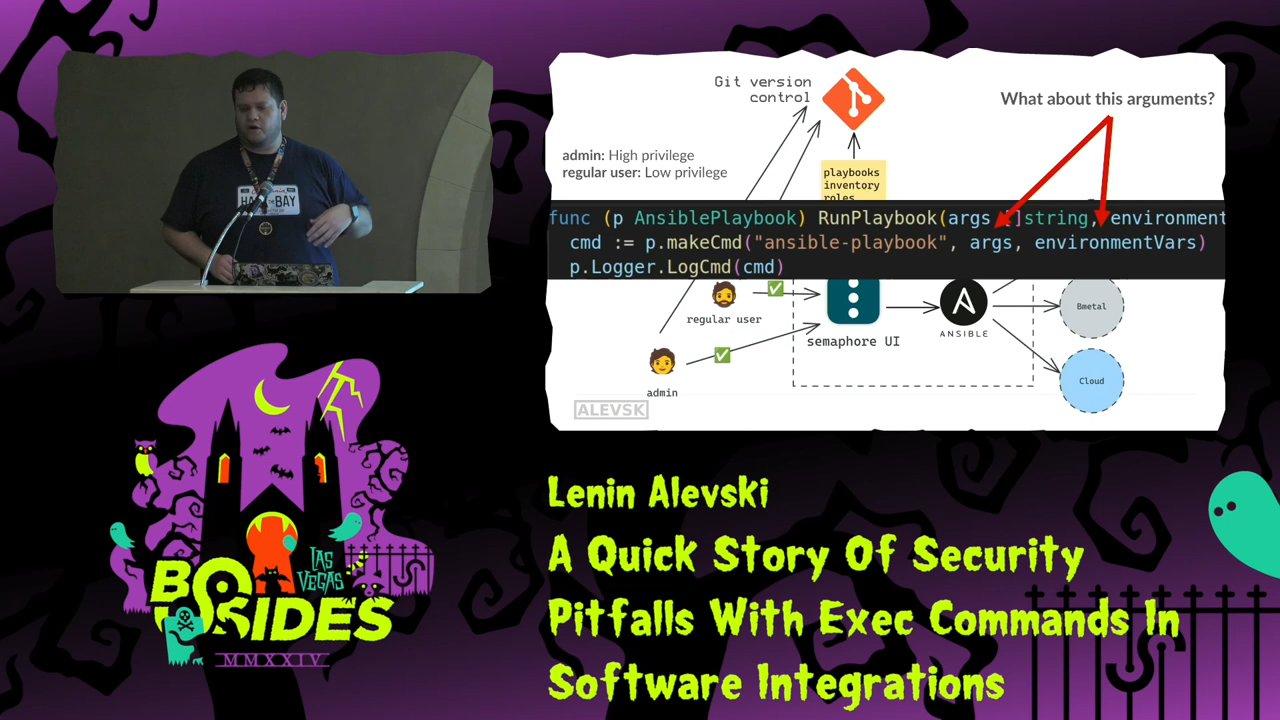 Git version
control
What about this arguments?
admin: High privilege
regular user: Low privilege
playbooks
inventory
roles
func (p AnsiblePlaybook) RunPlaybook(args []string, environment
cmd := p.makeCmd("ansible-playbook", args, environmentVars)
p.Logger.LogCmd(cmd)
regular user
semaphore UI
ANSIBLE
Bmetal
admin
Cloud
ALEVSK
Lenin Alevski
A Quick Story Of Security
Pitfalls With Exec Commands In
Software Integrations
LAS
VEGAS
BSIDES
MMXXIV